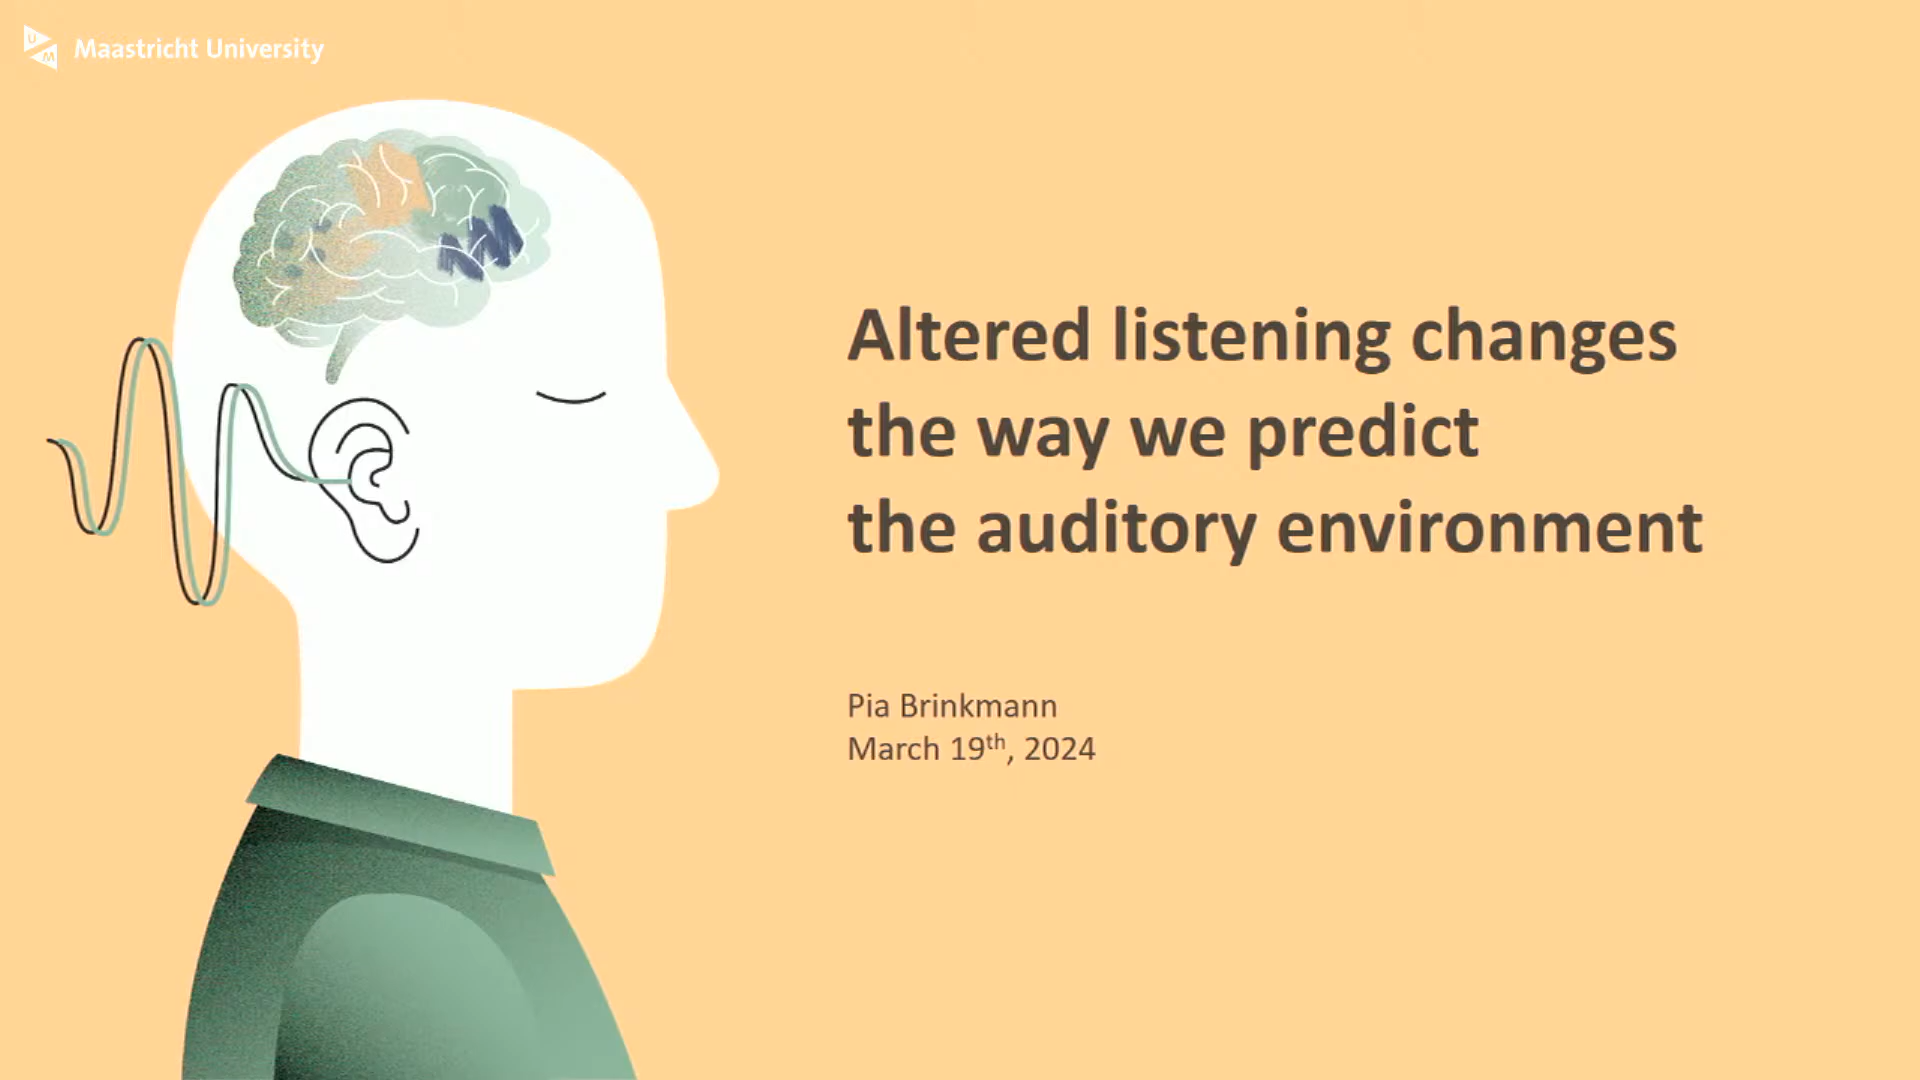 U
M
Maastricht University
Altered listening changes
the way we predict
the auditory environment
Pia Brinkmann
March 19th, 2024